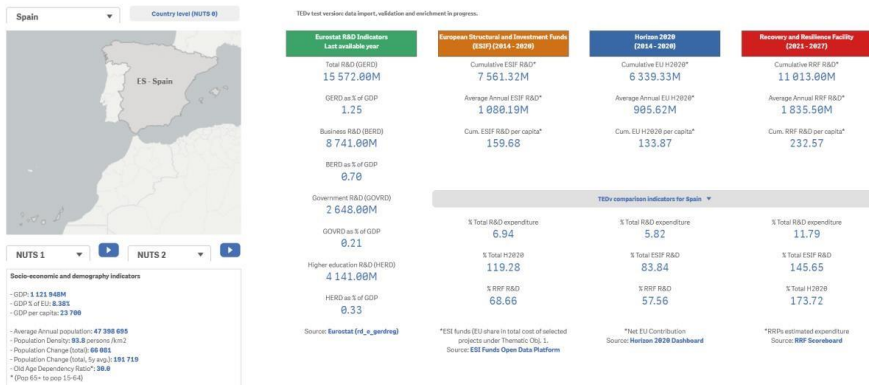 Spain
Country level (NUTS 0)
ES - Spain
NUTS 1
NUTS 2
Socio-economic and demography indicators
- GDP: 1 121 948M
- GDP % of EU: 8.38%
- GDP per capita: 23 700
- Average Annual population: 47 398 695
- Population Density: 93.8 persons /km2
- Population Change (total): 66 081
- Population Change (total, 5y avg.): 191 719
- Old Age Dependency Ratio*: 30.0
* (Pop 65+ to pop 15-64)
TEDv test version: data import, validation and enrichment in progress.
Eurostat R&D Indicators
Last available year
Total R&D (GERD)
15 572.00M
GERD as % of GDP
1.25
Business R&D (BERD)
8 741.00M
BERD as % of GDP
0.70
Government R&D (GOVRD)
2 648.00M
GOVRD as % of GDP
0.21
Higher education R&D (HERD)
4 141.00M
HERD as % of GDP
0.33
Source: Eurostat (rd_e_gerdreg)
European Structural and Investment Funds
(ESIF) (2014 - 2020)
Cumulative ESIF R&D*
7 561.32M
Average Annual ESIF R&D*
1 080.19M
Cum. ESIF R&D per capita*
159.68
Horizon 2020
(2014 - 2020)
Cumulative EU H2020*
6 339.33M
Average Annual EU H2020*
905.62M
Cum. EU H2020 per capita*
133.87
Recovery and Resilience Facility
(2021 - 2027)
Cumulative RRF R&D*
11 013.00M
Average Annual RRF R&D*
1 835.50M
Cum. RRF R&D per capita*
232.57
TEDv comparison indicators for Spain
% Total R&D expenditure
6.94
% Total H2020
119.28
% RRF R&D
68.66
*ESI funds (EU share in total cost of selected
projects under Thematic Obj. 1.
Source: ESI Funds Open Data Platform
% Total R&D expenditure
5.82
% Total ESIF R&D
83.84
% RRF R&D
57.56
*Net EU Contribution
Source: Horizon 2020 Dashboard
% Total R&D expenditure
11.79
% Total ESIF R&D
145.65
% Total H2020
173.72
*RRPs estimated expenditure
Source: RRF Scoreboard